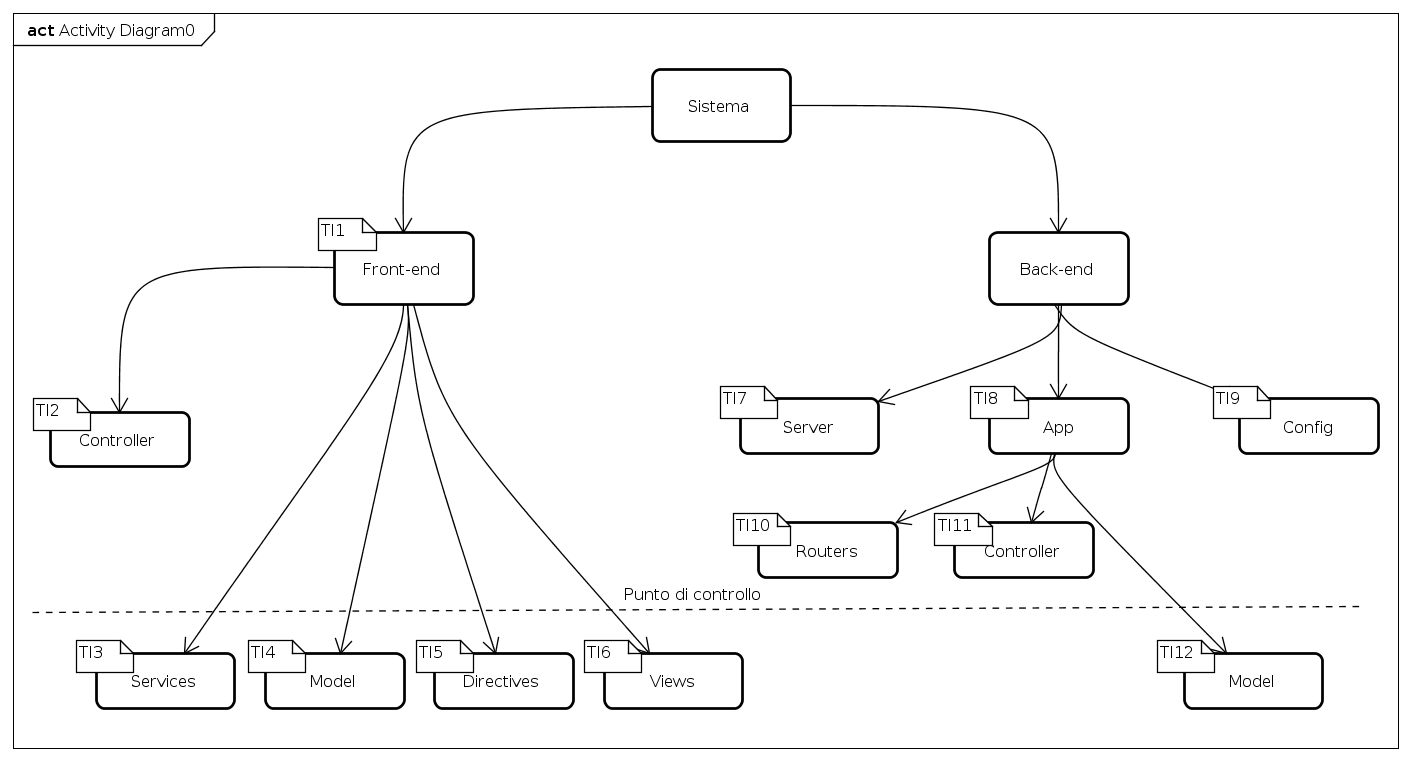 act Activity Diagram0
Sistema
TI1
Front-end
Back-end
TI2
Controller
TI7
Server
TI8
App
TI9
Config
TI10
Routers
TI11
Controller
Punto di controllo
TI3
Services
TI4
Model
TI5
Directives
TI6
Views
TI12
Model